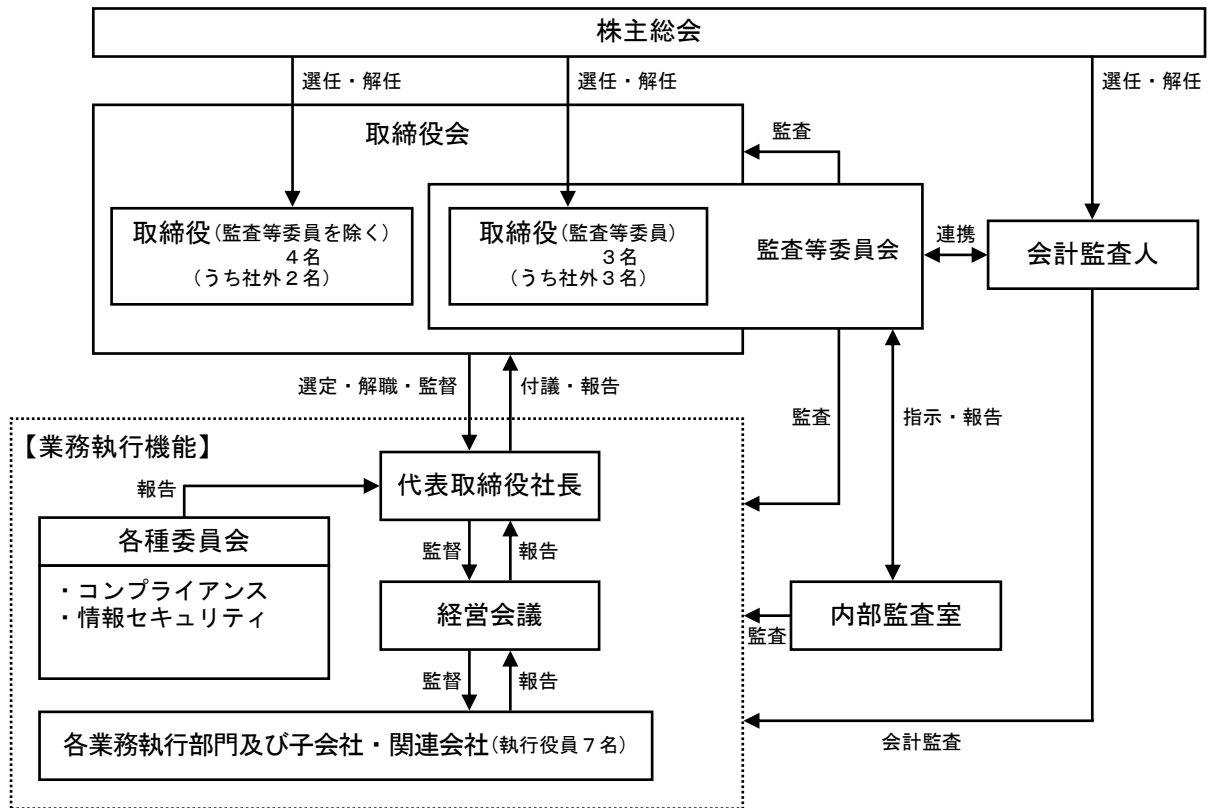 株主総会
選任・解任
選任・解任
選任・解任
取締役会
監査
取締役(監査等委員を除く)
４名
(うち社外２名)
取締役(監査等委員)
３名
(うち社外３名)
監査等委員会
連携
会計監査人
選定・解職・監督
付議・報告
監査
指示・報告
【業務執行機能】
報告
代表取締役社長
各種委員会
・コンプライアンス
・情報セキュリティ
監督
報告
経営会議
監査
内部監査室
監督
報告
各業務執行部門及び子会社・関連会社(執行役員７名)
会計監査